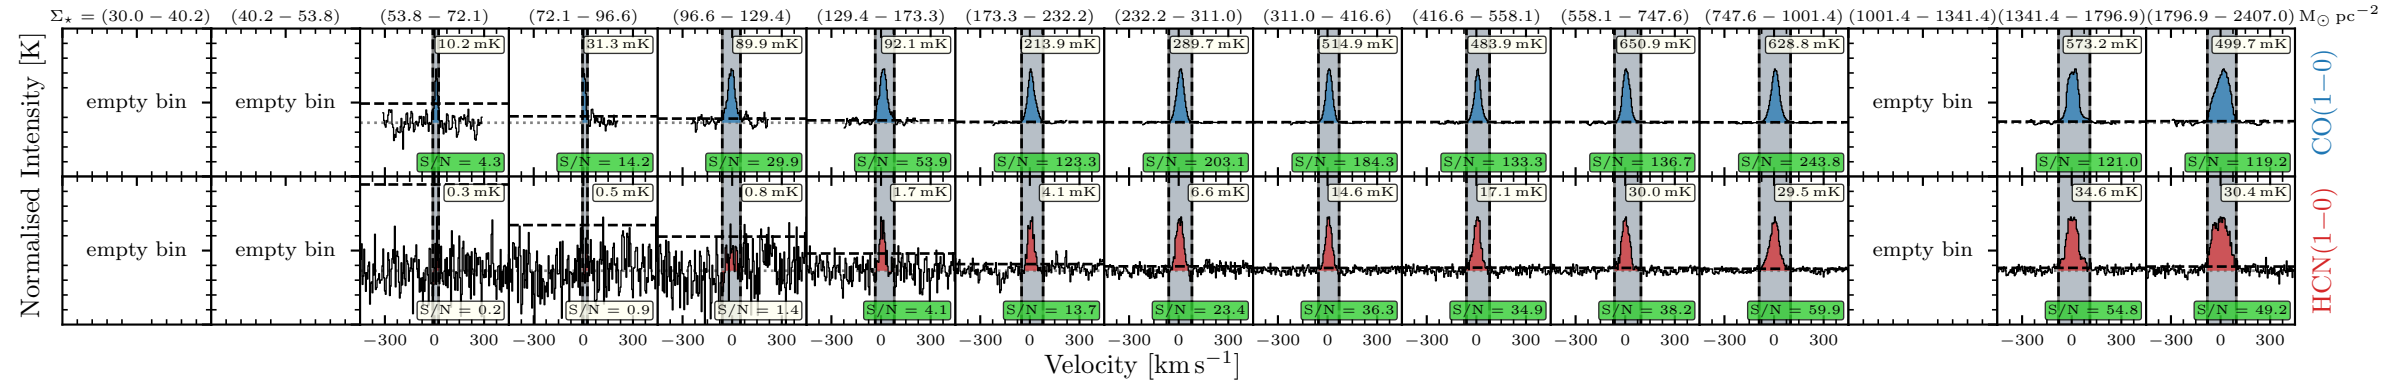 Σ⋆ = (30.0 − 40.2) (40.2 − 53.8) (53.8 − 72.1) (72.1 − 96.6) (96.6 − 129.4) (129.4 − 173.3) (173.3 − 232.2) (232.2 − 311.0) (311.0 − 416.6) (416.6 − 558.1) (558.1 − 747.6) (747.6 − 1001.4) (1001.4 − 1341.4) (1341.4 − 1796.9) (1796.9 − 2407.0) M⊙ pc⁻²
10.2 mK 31.3 mK 89.9 mK 92.1 mK 213.9 mK 289.7 mK 514.9 mK 483.9 mK 650.9 mK 628.8 mK 573.2 mK 499.7 mK
empty bin empty bin empty bin
S/N = 4.3 S/N = 14.2 S/N = 29.9 S/N = 53.9 S/N = 123.3 S/N = 203.1 S/N = 184.3 S/N = 133.3 S/N = 136.7 S/N = 243.8 S/N = 121.0 S/N = 119.2
CO(1−0)
Normalised Intensity [K]
0.3 mK 0.5 mK 0.8 mK 1.7 mK 4.1 mK 6.6 mK 14.6 mK 17.1 mK 30.0 mK 29.5 mK 34.6 mK 30.4 mK
empty bin empty bin empty bin
S/N = 0.2 S/N = 0.9 S/N = 1.4 S/N = 4.1 S/N = 13.7 S/N = 23.4 S/N = 36.3 S/N = 34.9 S/N = 38.2 S/N = 59.9 S/N = 54.8 S/N = 49.2
HCN(1−0)
−300 0 300 −300 0 300 −300 0 300 −300 0 300 −300 0 300 −300 0 300 −300 0 300 −300 0 300 −300 0 300 −300 0 300 −300 0 300 −300 0 300
Velocity [km s⁻¹]